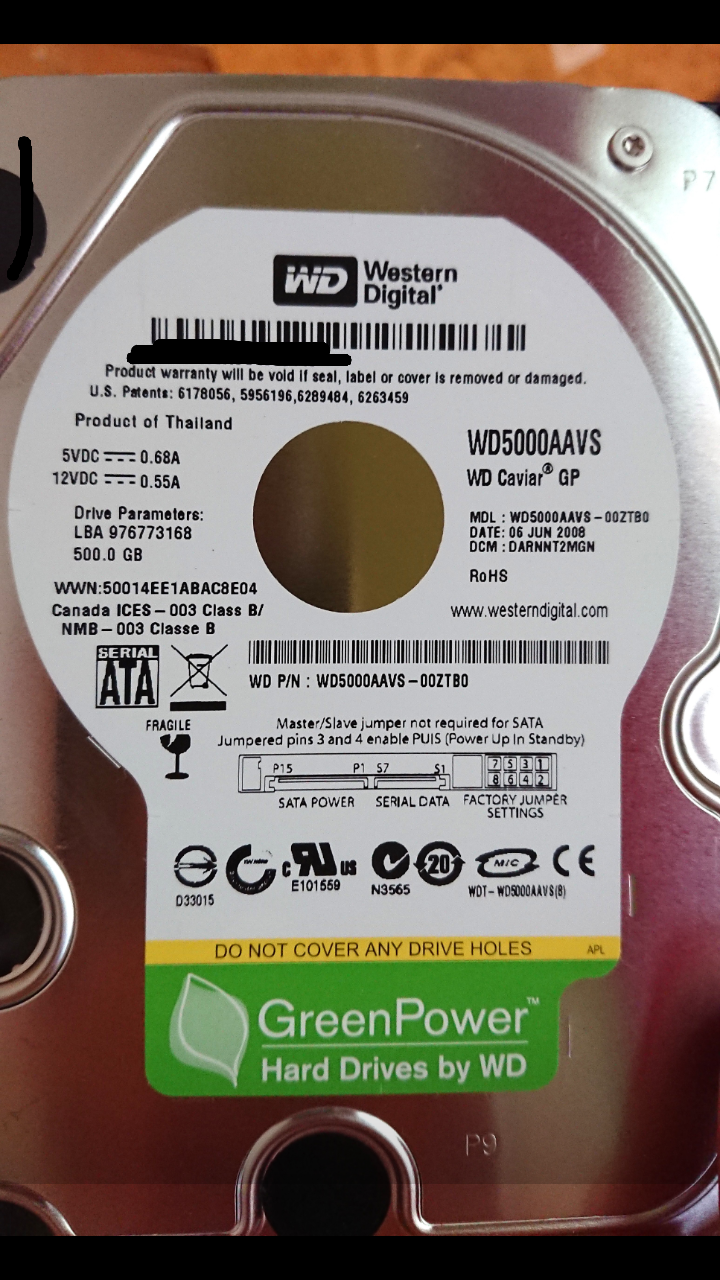 P7
WD Western Digital®
Product warranty will be void if seal, label or cover is removed or damaged.
U.S. Patents: 6178056, 5956196,6289484, 6263459
Product of Thailand
5VDC 0.68A
12VDC 0.55A
Drive Parameters:
LBA 976773168
500.0 GB
WWN:50014EE1ABAC8E04
Canada ICES-003 Class B/
NMB-003 Classe B
WD5000AAVS
WD Caviar® GP
MDL : WD5000AAVS-00ZTB0
DATE: 06 JUN 2008
DCM : DARNNT2MGN
RoHS
www.westerndigital.com
SERIAL
ATA
WD P/N : WD5000AAVS-00ZTB0
FRAGILE
Master/Slave jumper not required for SATA
Jumpered pins 3 and 4 enable PUIS (Power Up In Standby)
P15 P1 S7 S1
7 5 3 1
8 6 4 2
SATA POWER SERIAL DATA FACTORY JUMPER
SETTINGS
D33015
c UR US
E101559
N3565
20
MIC
CE
WDT-WD5000AAVS(B)
DO NOT COVER ANY DRIVE HOLES APL
GreenPower™
Hard Drives by WD
P9